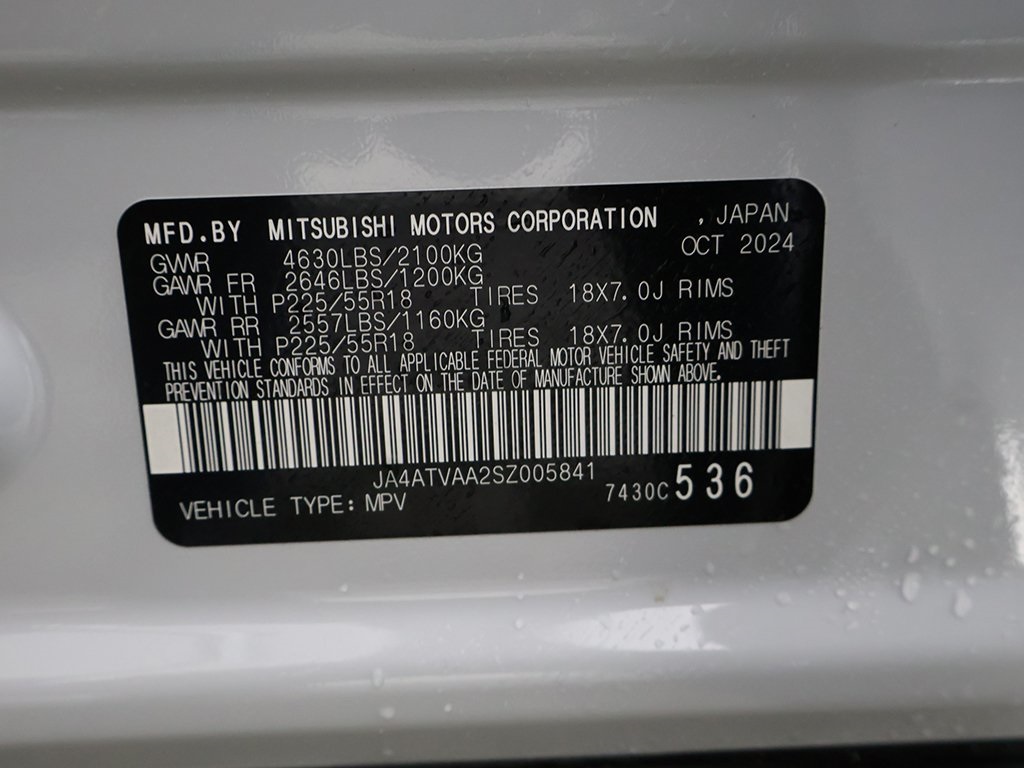 MFD.BY MITSUBISHI MOTORS CORPORATION , JAPAN
GVWR 4630LBS/2100KG OCT 2024
GAWR FR 2646LBS/1200KG
WITH P225/55R18 TIRES 18X7.0J RIMS
GAWR RR 2557LBS/1160KG
WITH P225/55R18 TIRES 18X7.0J RIMS
THIS VEHICLE CONFORMS TO ALL APPLICABLE FEDERAL MOTOR VEHICLE SAFETY AND THEFT
PREVENTION STANDARDS IN EFFECT ON THE DATE OF MANUFACTURE SHOWN ABOVE.
JA4ATVAA2SZ005841
VEHICLE TYPE: MPV 7430C 536